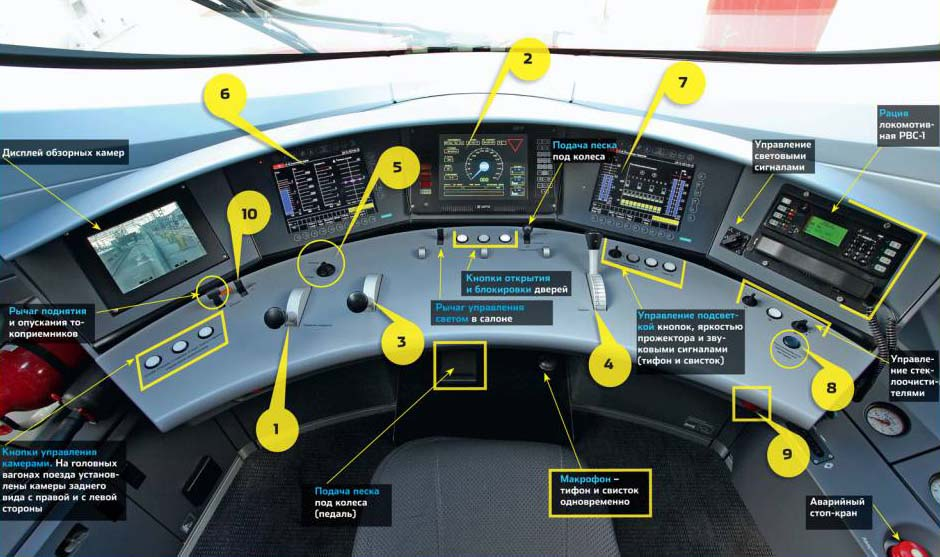 2
6
7
5
10
Дисплей обзорных камер
Подача песка
под колеса
Управление
световыми
сигналами
Рация
локомотив-
ная РВС-1
Рычаг поднятия
и опускания то-
коприемников
Кнопки открытия
и блокировки дверей
Рычаг управления
светом в салоне
Управление подсвет-
кой кнопок, яркостью
прожектора и зву-
ковыми сигналами
(тифон и свисток)
Управле-
ние стек-
лоочисти-
телями
3
4
8
1
9
Кнопки управления
камерами. На головных
вагонах поезда установ-
лены камеры заднего
вида с правой и с левой
стороны
Подача песка
под колеса
(педаль)
Макрофон –
тифон и свисток
одновременно
Аварийный
стоп-кран